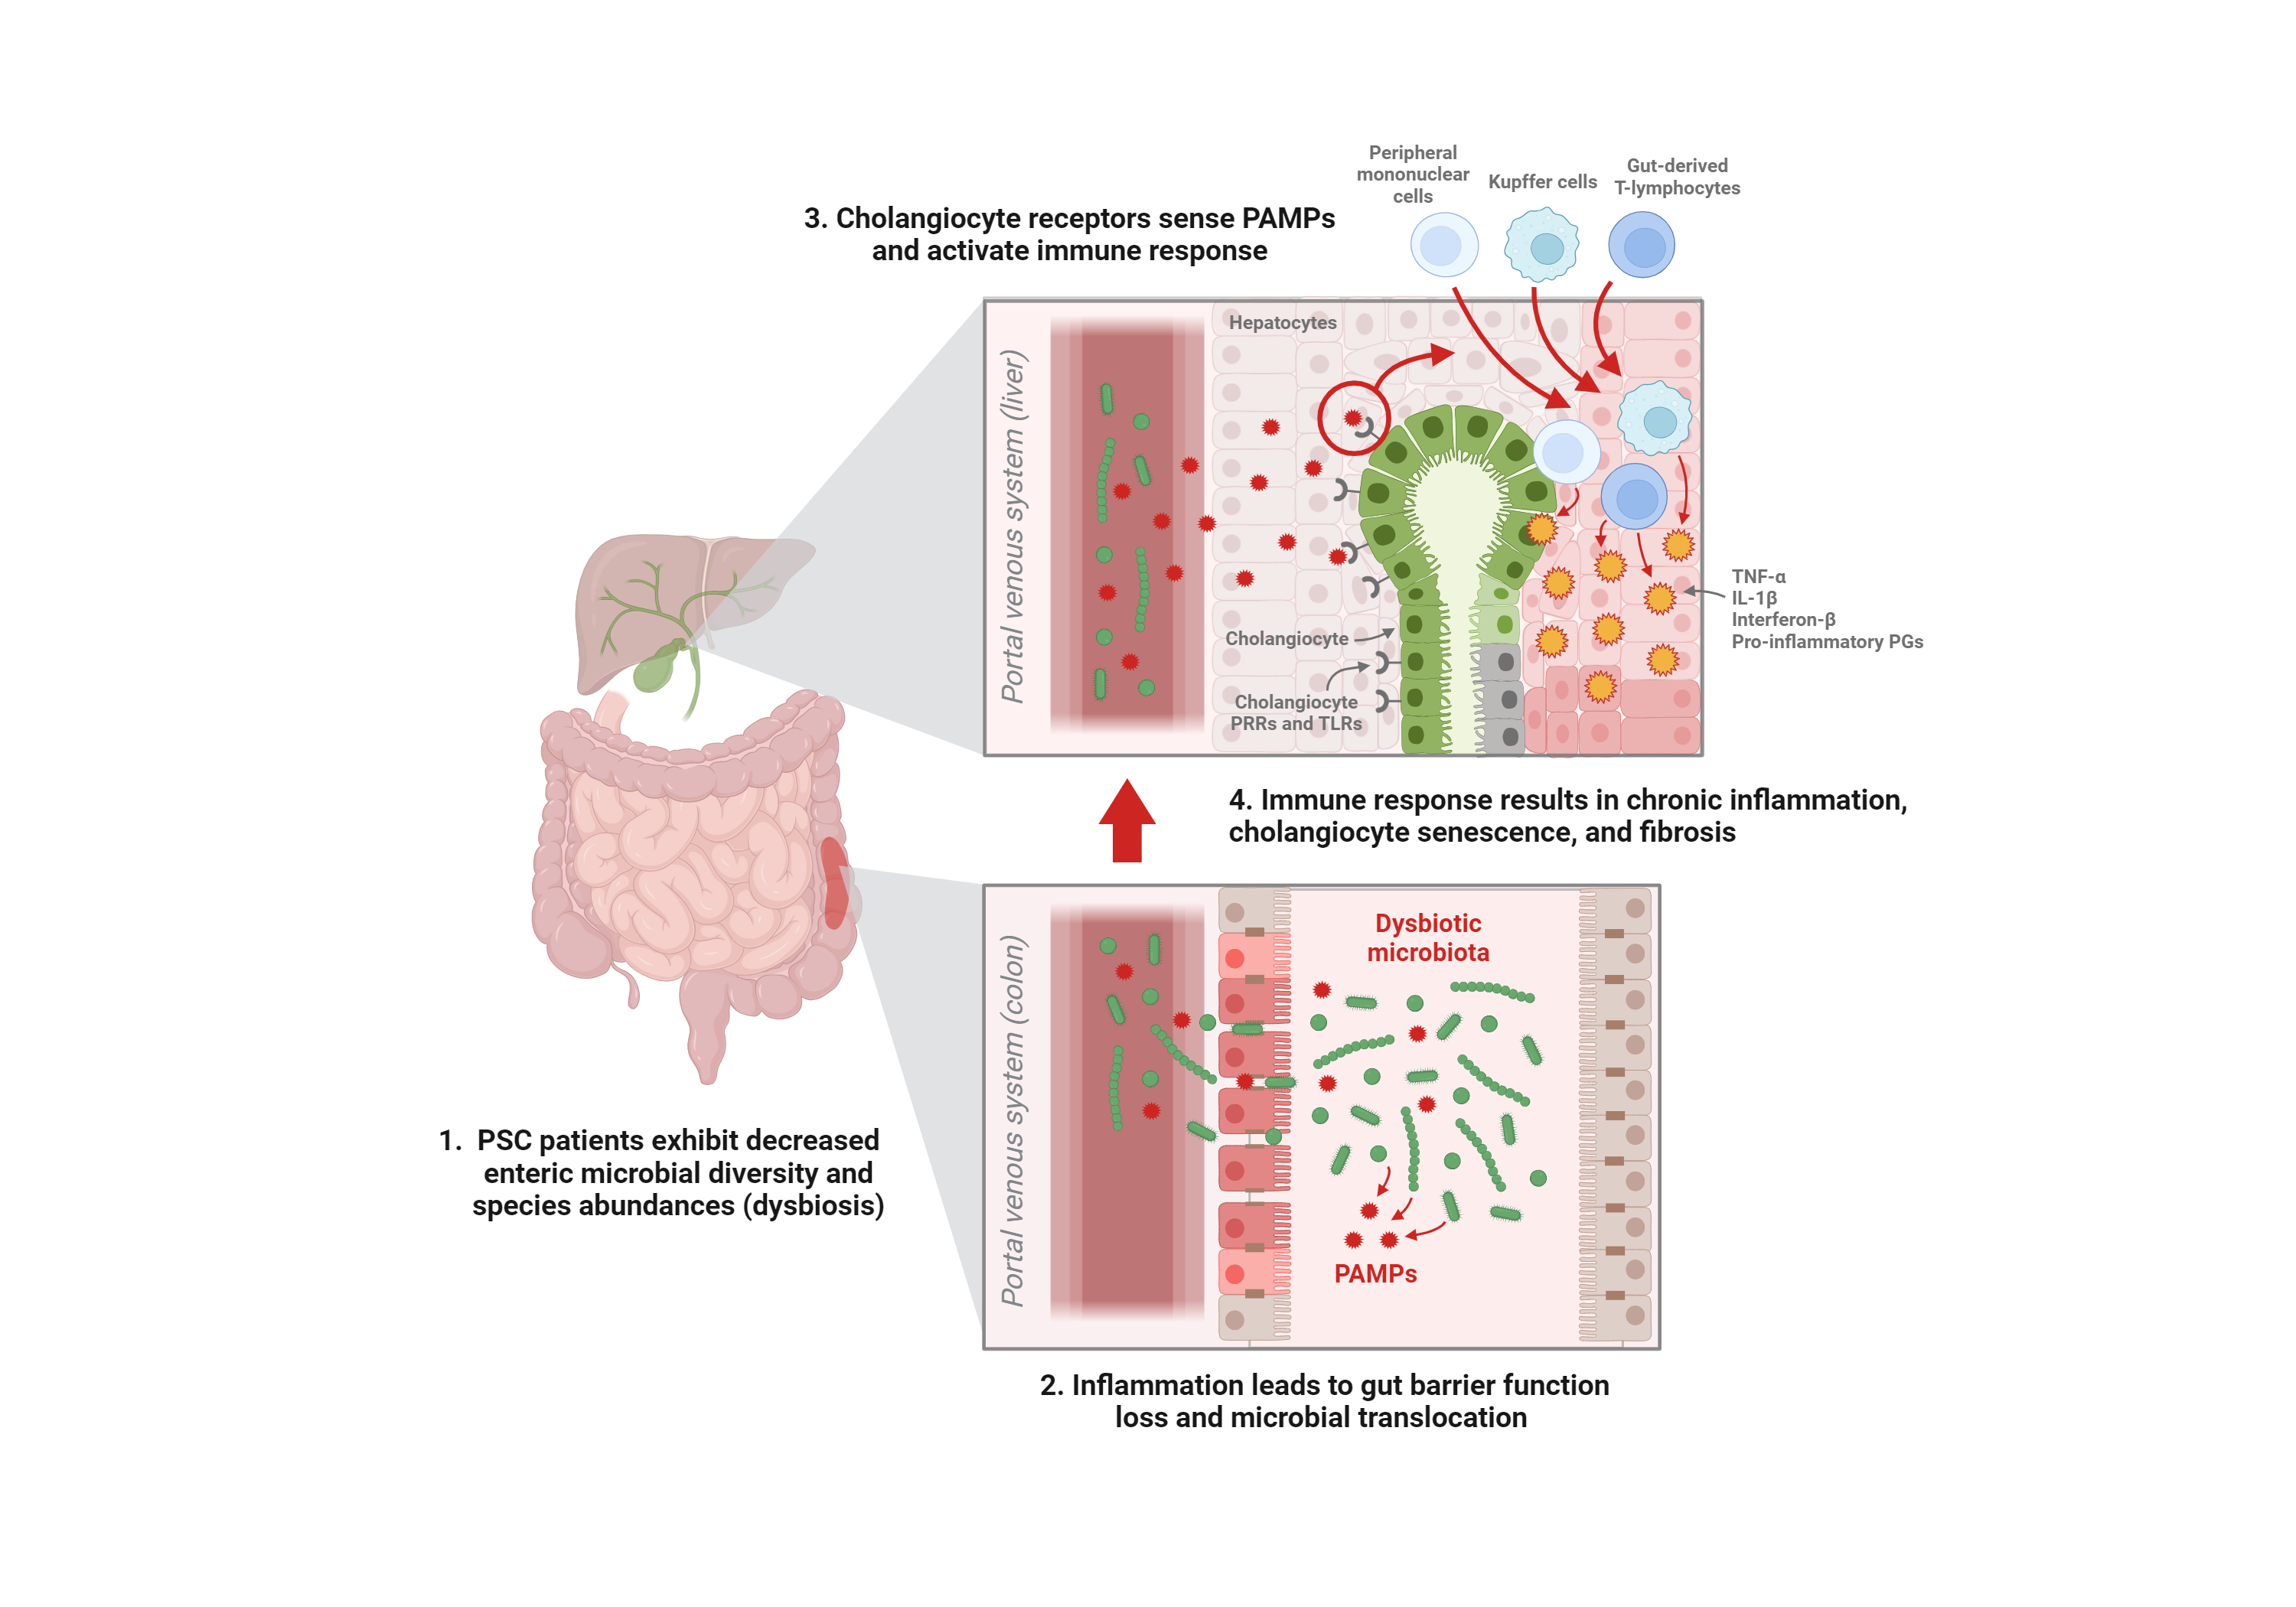 Peripheral
mononuclear
cells
Kupffer cells
Gut-derived
T-lymphocytes
3. Cholangiocyte receptors sense PAMPs
and activate immune response
Portal venous system (liver)
Hepatocytes
Cholangiocyte
Cholangiocyte
PRRs and TLRs
TNF-α
IL-1β
Interferon-β
Pro-inflammatory PGs
4. Immune response results in chronic inflammation,
cholangiocyte senescence, and fibrosis
1. PSC patients exhibit decreased
enteric microbial diversity and
species abundances (dysbiosis)
Portal venous system (colon)
Dysbiotic
microbiota
PAMPs
2. Inflammation leads to gut barrier function
loss and microbial translocation